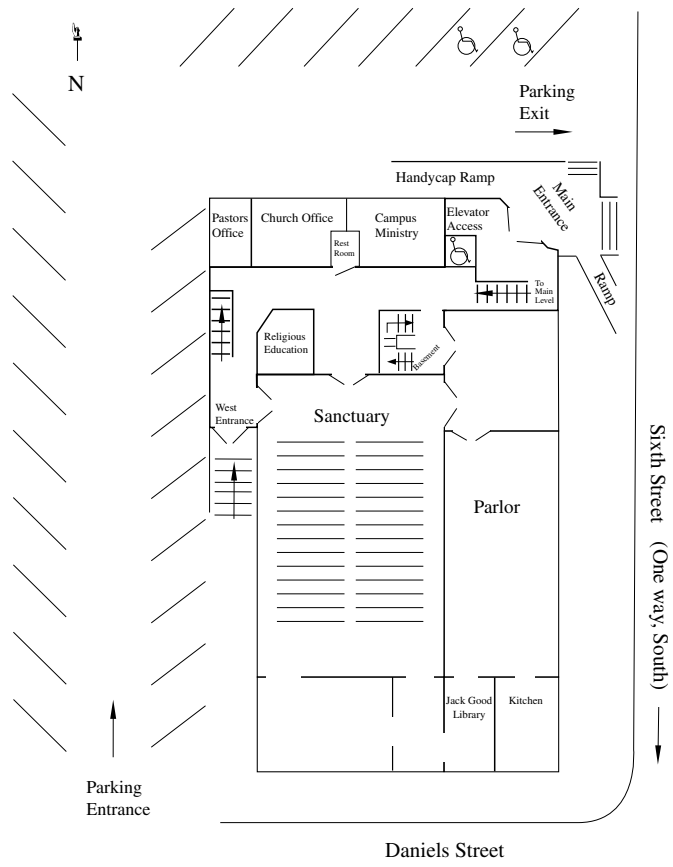 N
Parking
Exit
Handycap Ramp
Main
Entrance
Ramp
Pastors
Office
Church Office
Rest
Room
Campus
Ministry
Elevator
Access
To
Main
Level
Religious
Education
Basement
West
Entrance
Sanctuary
Parlor
Sixth Street (One way, South)
Jack Good
Library
Kitchen
Parking
Entrance
Daniels Street